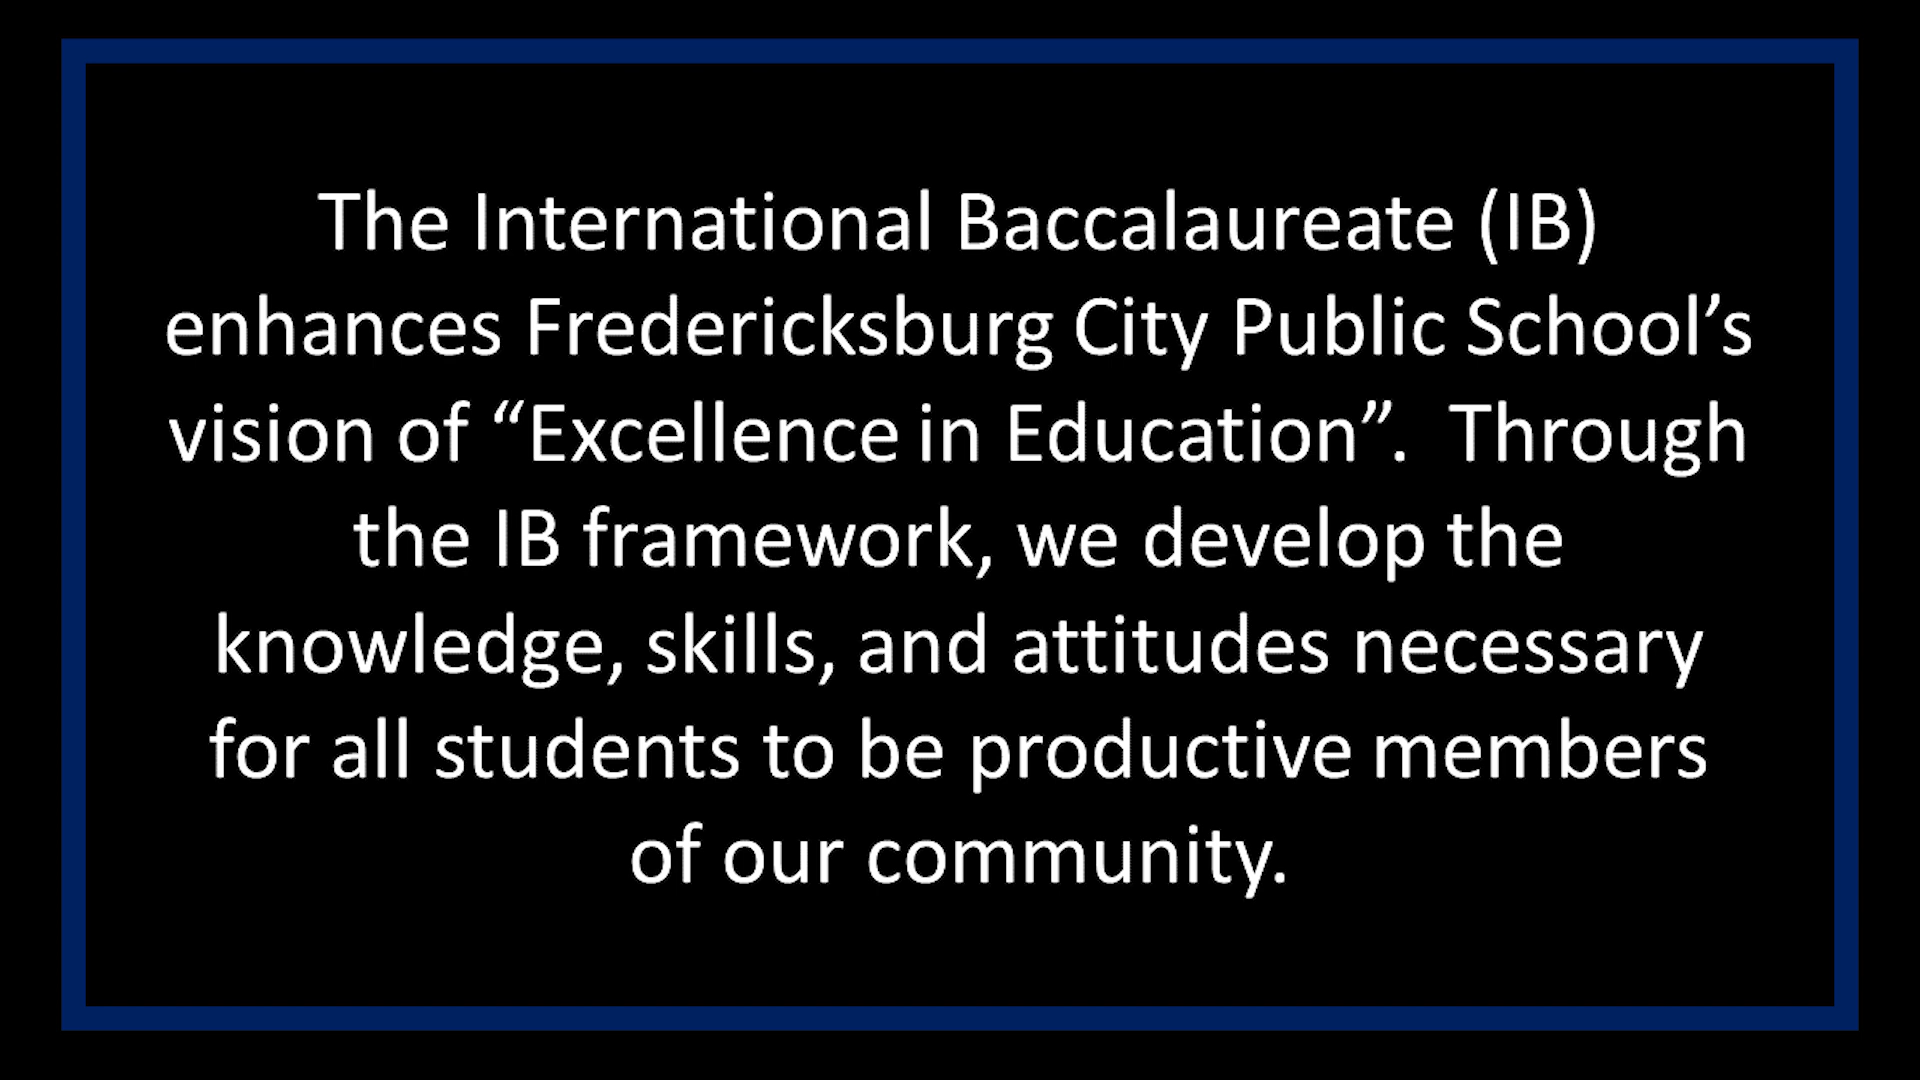 The International Baccalaureate (IB)
enhances Fredericksburg City Public School’s
vision of “Excellence in Education”.  Through
the IB framework, we develop the
knowledge, skills, and attitudes necessary
for all students to be productive members
of our community.